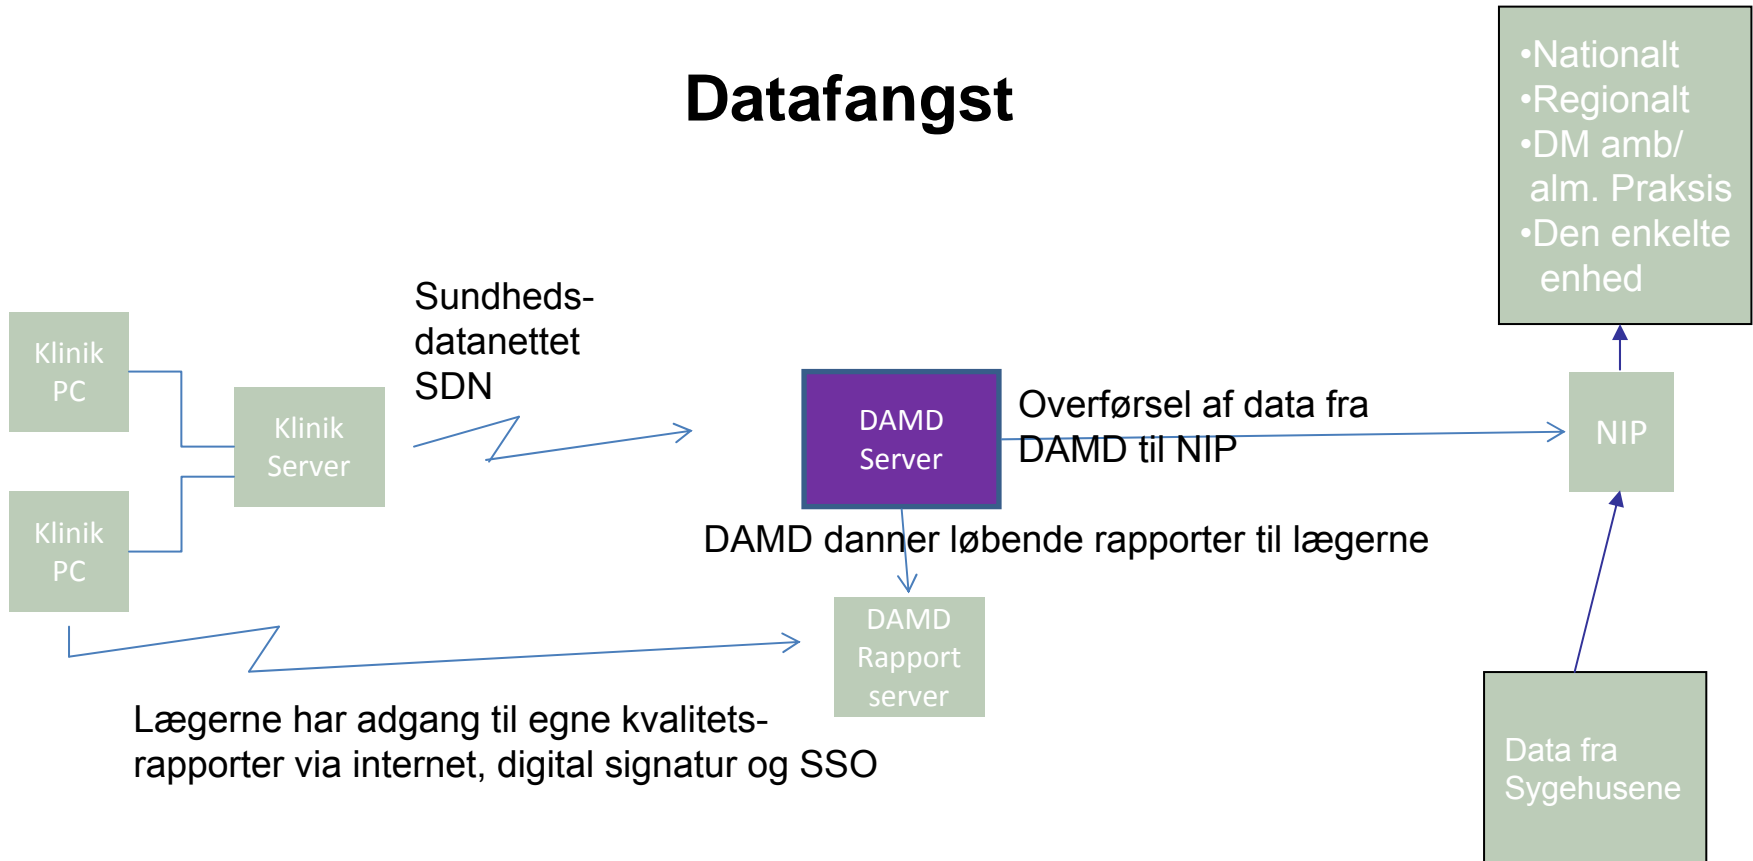 Datafangst
•Nationalt
•Regionalt
•DM amb/
alm. Praksis
•Den enkelte
enhed
Sundheds-
datanettet
SDN
Klinik
PC
Klinik
Server
Klinik
PC
DAMD
Server
Overførsel af data fra
DAMD til NIP
NIP
DAMD danner løbende rapporter til lægerne
DAMD
Rapport
server
Lægerne har adgang til egne kvalitets-
rapporter via internet, digital signatur og SSO
Data fra
Sygehusene